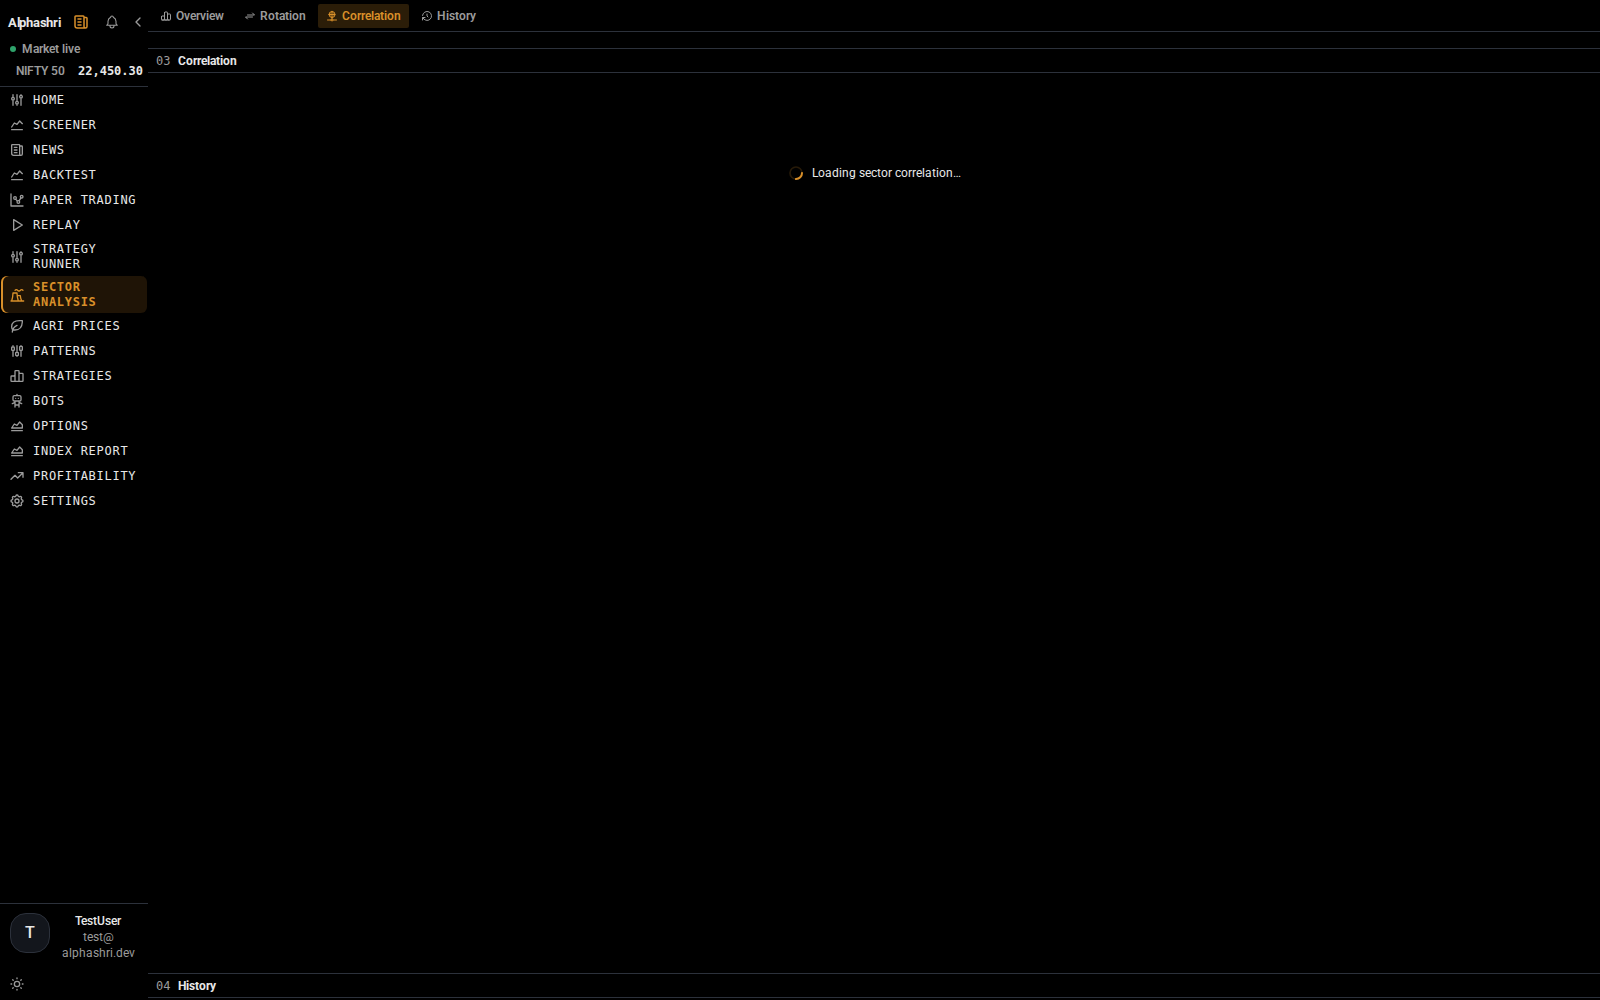 Alphashri
Market live
NIFTY 50 22,450.30
HOME
SCREENER
NEWS
BACKTEST
PAPER TRADING
REPLAY
STRATEGY
RUNNER
SECTOR
ANALYSIS
AGRI PRICES
PATTERNS
STRATEGIES
BOTS
OPTIONS
INDEX REPORT
PROFITABILITY
SETTINGS
T
TestUser
test@
alphashri.dev
Overview Rotation Correlation History
03 Correlation
Loading sector correlation…
04 History